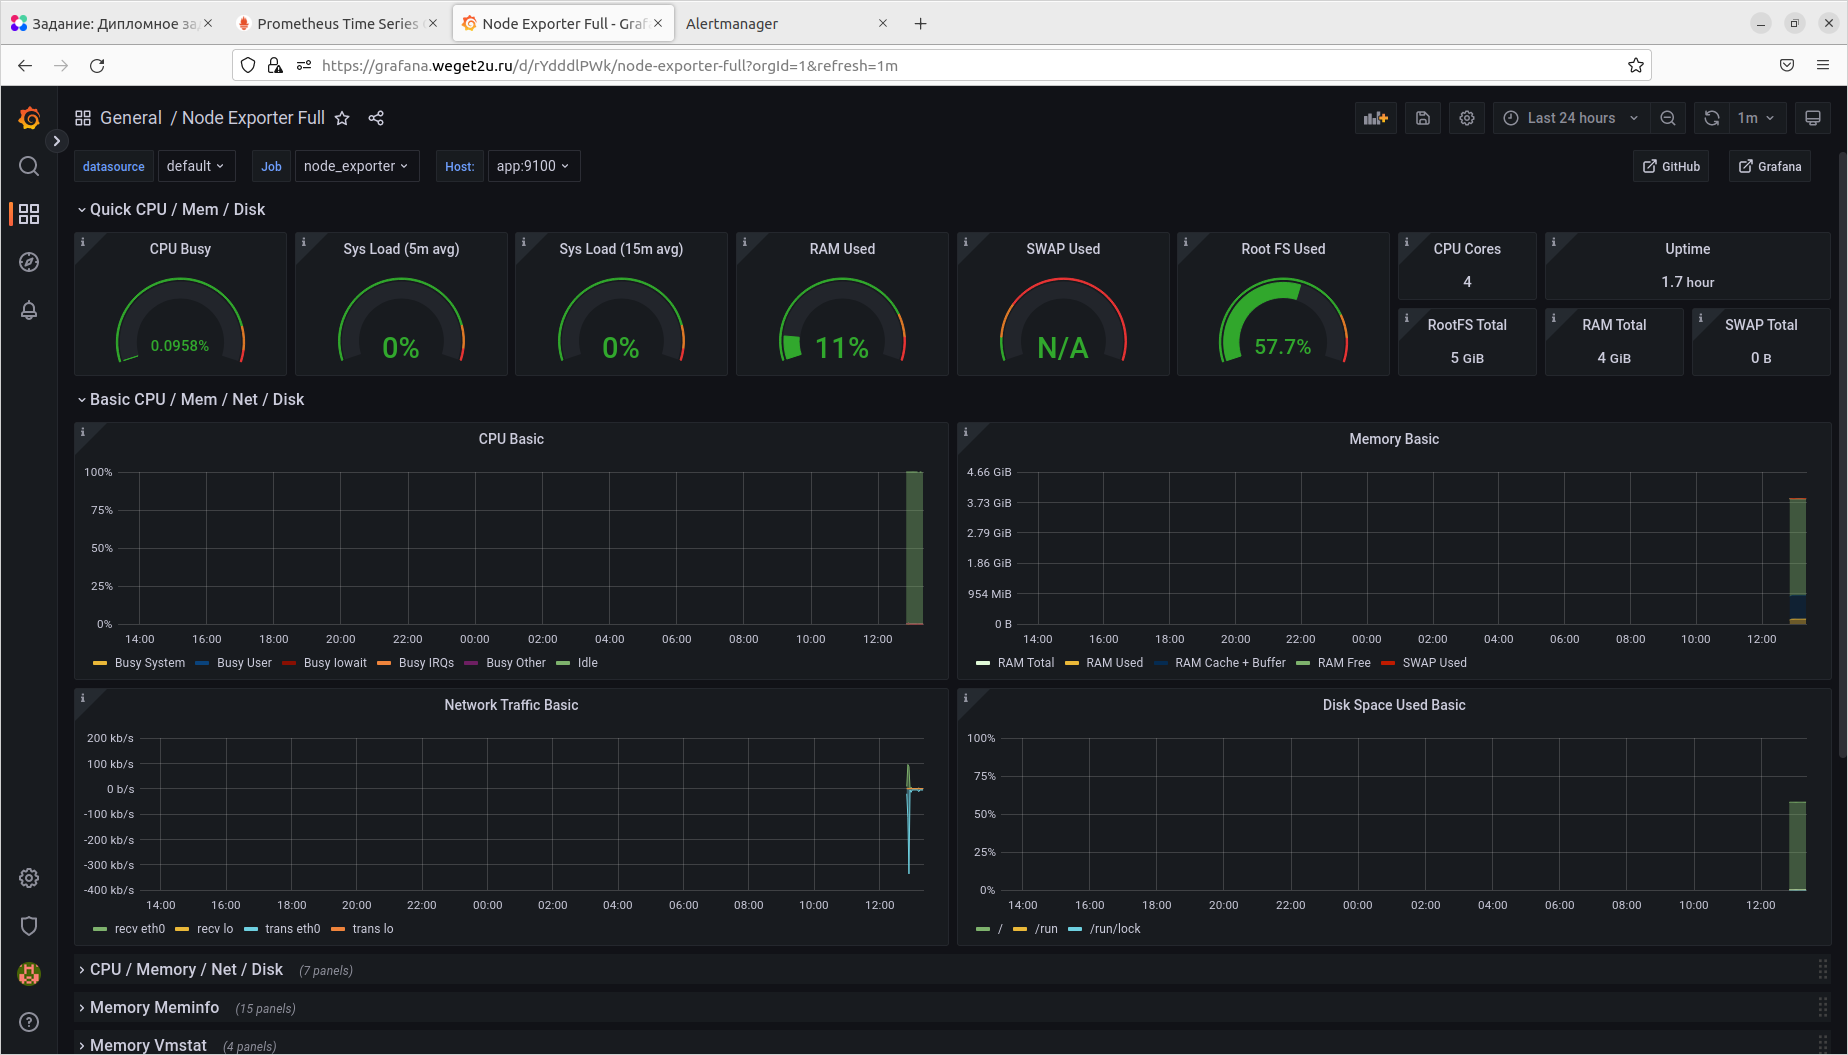 Задание: Дипломное за
Prometheus Time Series
Node Exporter Full - Graf
Alertmanager
https://grafana.weget2u.ru/d/rYdddlPWk/node-exporter-full?orgId=1&refresh=1m
General / Node Exporter Full
Last 24 hours
1m
datasource default
Job node_exporter
Host: app:9100
GitHub
Grafana
Quick CPU / Mem / Disk
CPU Busy
0.0958%
Sys Load (5m avg)
0%
Sys Load (15m avg)
0%
RAM Used
11%
SWAP Used
N/A
Root FS Used
57.7%
CPU Cores
4
Uptime
1.7 hour
RootFS Total
5 GiB
RAM Total
4 GiB
SWAP Total
0 B
Basic CPU / Mem / Net / Disk
CPU Basic
100%
75%
50%
25%
0%
14:00 16:00 18:00 20:00 22:00 00:00 02:00 04:00 06:00 08:00 10:00 12:00
Busy System Busy User Busy Iowait Busy IRQs Busy Other Idle
Memory Basic
4.66 GiB
3.73 GiB
2.79 GiB
1.86 GiB
954 MiB
0 B
14:00 16:00 18:00 20:00 22:00 00:00 02:00 04:00 06:00 08:00 10:00 12:00
RAM Total RAM Used RAM Cache + Buffer RAM Free SWAP Used
Network Traffic Basic
200 kb/s
100 kb/s
0 b/s
-100 kb/s
-200 kb/s
-300 kb/s
-400 kb/s
14:00 16:00 18:00 20:00 22:00 00:00 02:00 04:00 06:00 08:00 10:00 12:00
recv eth0 recv lo trans eth0 trans lo
Disk Space Used Basic
100%
75%
50%
25%
0%
14:00 16:00 18:00 20:00 22:00 00:00 02:00 04:00 06:00 08:00 10:00 12:00
/ /run /run/lock
CPU / Memory / Net / Disk (7 panels)
Memory Meminfo (15 panels)
Memory Vmstat (4 panels)